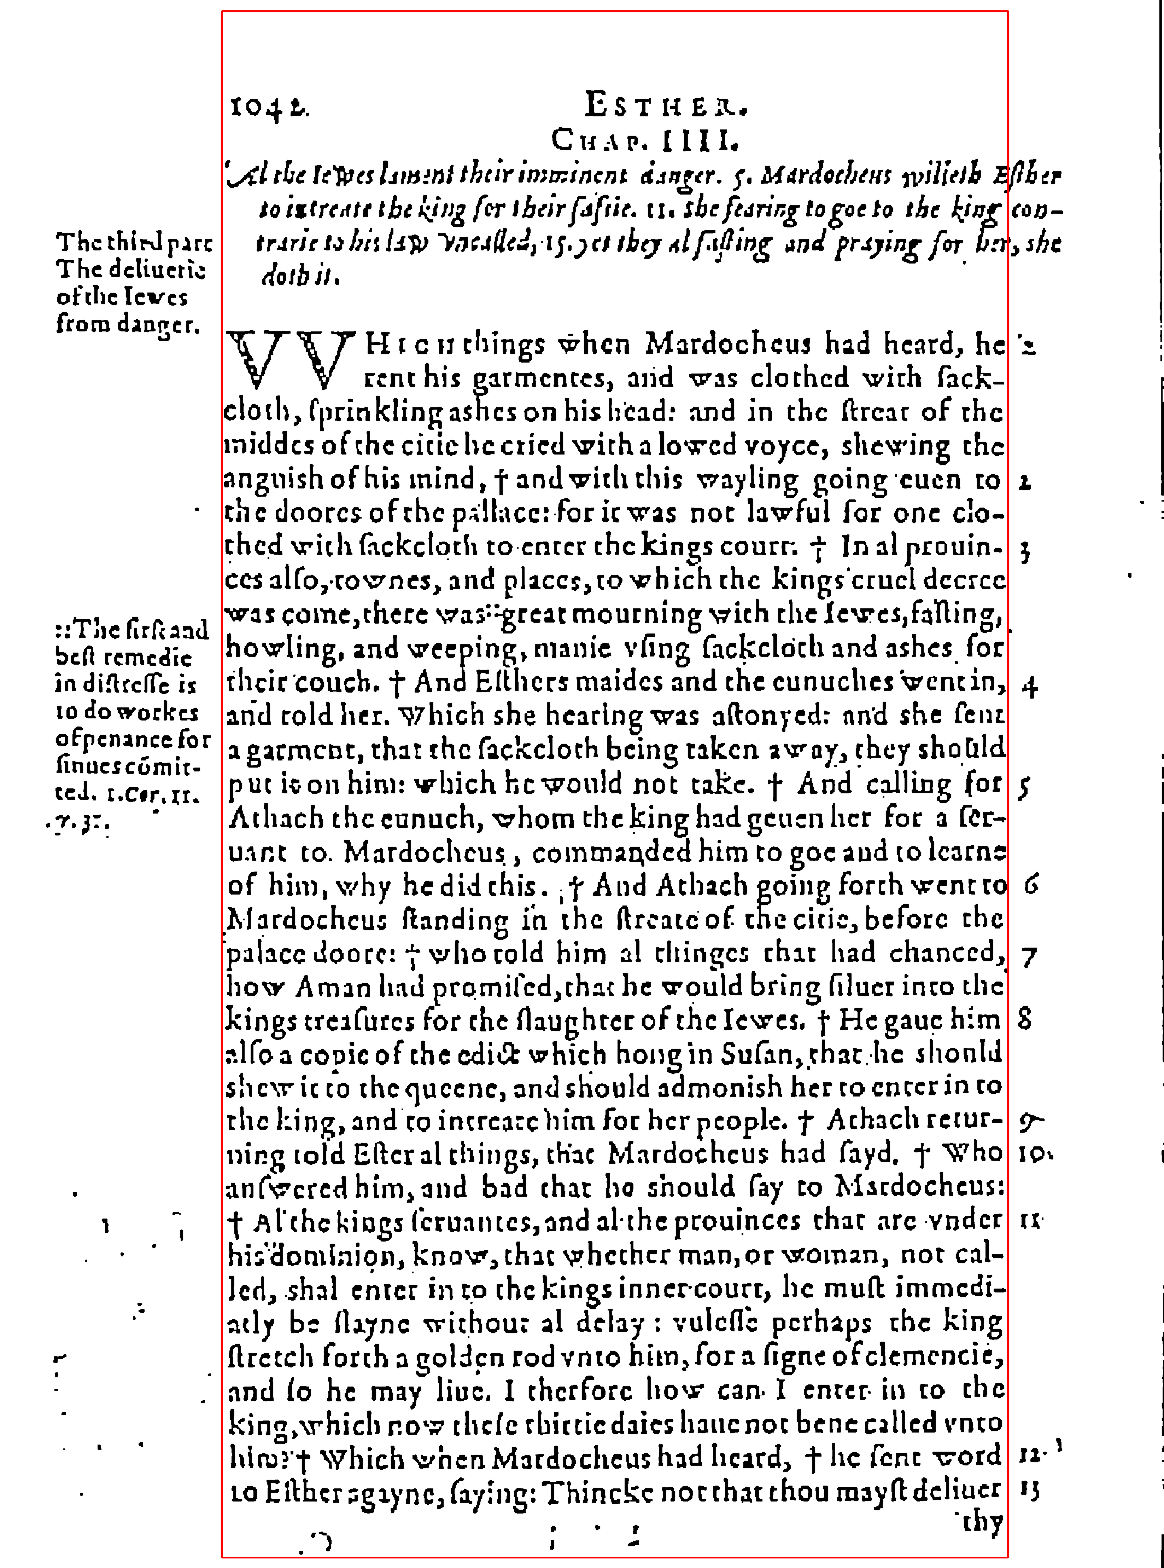 1042. ESTHER.
CHAP. IIII.
Al the Iewes lament their imminent danger. 5. Mardocheus willeth Eſther
to intreate the king for their ſaftie. 11. she fearing to goe to the king con-
trarie to his law vncalled, 15. yet they al faſting and praying for her, she
doth it.
The third part
The deliuerie
of the Iewes
from danger.
VVHICH things when Mardocheus had heard, he
rent his garmentes, and was clothed with ſack-
cloth, ſprinkling ashes on his head: and in the ſtreat of the
middes of the citie he cried with a lowed voyce, shewing the
anguish of his mind, † and with this wayling going euen to 2
the doores of the pallace: for it was not lawful for one clo-
thed with ſackcloth to enter the kings court. † In al prouin- 3
ces alſo, townes, and places, to which the kings cruel decree
was come, there was :: great mourning with the Iewes, faſting,
howling, and weeping, manie vſing ſackcloth and ashes for
their couch. † And Eſthers maides and the eunuches went in, 4
and told her. Which she hearing was aſtonyed: and she ſent
a garment, that the ſackcloth being taken away, they should
put it on him: which he would not take. † And calling for 5
Athach the eunuch, whom the king had geuen her for a ſer-
uant to Mardocheus, commanded him to goe and to learne
of him, why he did this. † And Athach going forth went to 6
Mardocheus ſtanding in the ſtreate of the citie, before the
palace doore: † who told him al thinges that had chanced, 7
how Aman had promiſed, that he would bring ſiluer into the
kings treaſures for the ſlaughter of the Iewes. † He gaue him 8
alſo a copie of the edict which hong in Suſan, that he should
shew it to the queene, and should admonish her to enter in to
the king, and to intreate him for her people. † Athach retur- 9
ning told Eſter al things, that Mardocheus had ſayd. † Who 10
anſwered him, and bad that he should ſay to Mardocheus:
† Al the kings ſeruantes, and al the prouinces that are vnder 11
his dominion, know, that whether man, or woman, not cal-
led, shal enter in to the kings inner court, he muſt immedi-
atly be ſlayne without al delay: vnleſſe perhaps the king
ſtretch forth a golden rod vnto him, for a ſigne of clemencie,
and ſo he may liue. I therfore how can I enter in to the
king, which now theſe thirtie daies haue not bene called vnto
him? † Which when Mardocheus had heard, † he ſent word 12
to Eſther agayne, ſaying: Thincke not that thou mayſt deliuer 13
thy
:: The firſt and
beſt remedie
in diſtreſſe is
to do workes
of penance for
ſinnes cõmit-
ted. 1. Cor. 11.
v. 31.